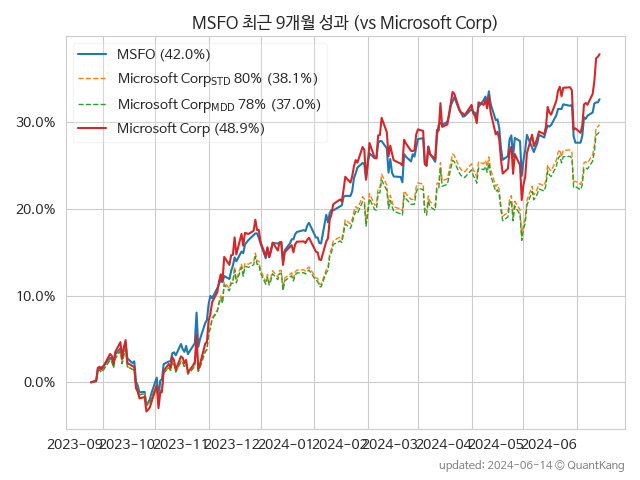 MSFO 최근 9개월 성과 (vs Microsoft Corp)
MSFO (42.0%)
Microsoft CorpSTD 80% (38.1%)
Microsoft CorpMDD 78% (37.0%)
Microsoft Corp (48.9%)
30.0%
20.0%
10.0%
0.0%
2023-09 2023-10 2023-11 2023-12 2024-01 2024-02 2024-03 2024-04 2024-05 2024-06
updated: 2024-06-14 © QuantKang